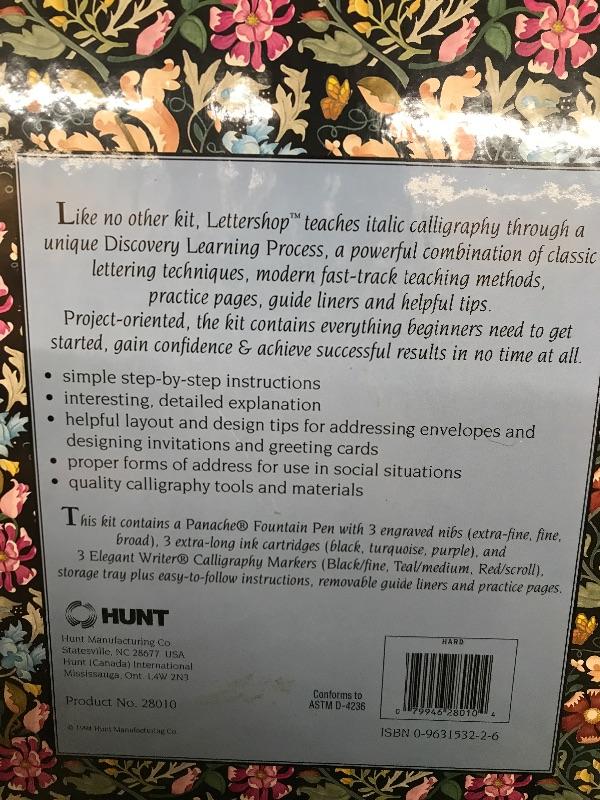 Like no other kit, Lettershop™ teaches italic calligraphy through a
unique Discovery Learning Process, a powerful combination of classic
lettering techniques, modern fast-track teaching methods,
practice pages, guide liners and helpful tips.
Project-oriented, the kit contains everything beginners need to get
started, gain confidence & achieve successful results in no time at all.
• simple step-by-step instructions
• interesting, detailed explanation
• helpful layout and design tips for addressing envelopes and
designing invitations and greeting cards
• proper forms of address for use in social situations
• quality calligraphy tools and materials
This kit contains a Panache® Fountain Pen with 3 engraved nibs (extra-fine, fine,
broad), 3 extra-long ink cartridges (black, turquoise, purple), and
3 Elegant Writer® Calligraphy Markers (Black/fine, Teal/medium, Red/scroll),
storage tray plus easy-to-follow instructions, removable guide liners and practice pages.
HUNT
Hunt Manufacturing Co.
Statesville, NC 28677 USA
Hunt (Canada) International
Mississauga, Ont. L4W 2N3
Product No. 28010
© 1994 Hunt Manufacturing Co.
Conforms to
ASTM D-4236
HARD
0 79946 28010 4
ISBN 0-9631532-2-6